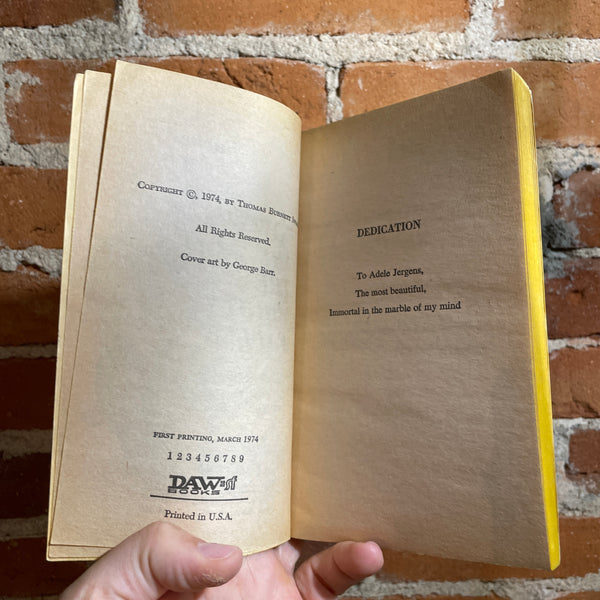 COPYRIGHT ©, 1974, BY THOMAS BURNETT
All Rights Reserved.
Cover art by George Barr.
FIRST PRINTING, MARCH 1974
1 2 3 4 5 6 7 8 9
DAW=sf
BOOKS
Printed in U.S.A.
DEDICATION
To Adele Jergens,
The most beautiful,
Immortal in the marble of my mind